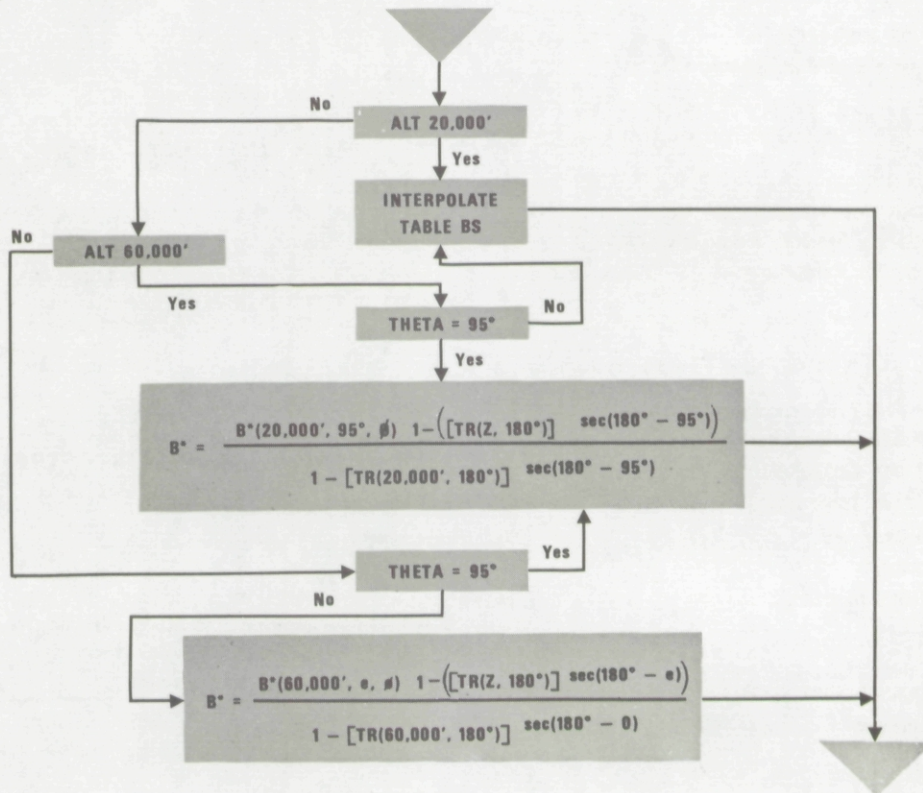 No
ALT 20,000'
Yes
INTERPOLATE
TABLE BS
No
ALT 60,000'
Yes
No
THETA = 95°
Yes
B* = B*(20,000', 95°, ϕ) 1−([TR(Z, 180°)] sec(180° − 95°))
1 − [TR(20,000', 180°)] sec(180° − 95°)
THETA = 95°
Yes
No
B* = B*(60,000', e, ϕ) 1−([TR(Z, 180°)] sec(180° − e))
1 − [TR(60,000', 180°)] sec(180° − 0)